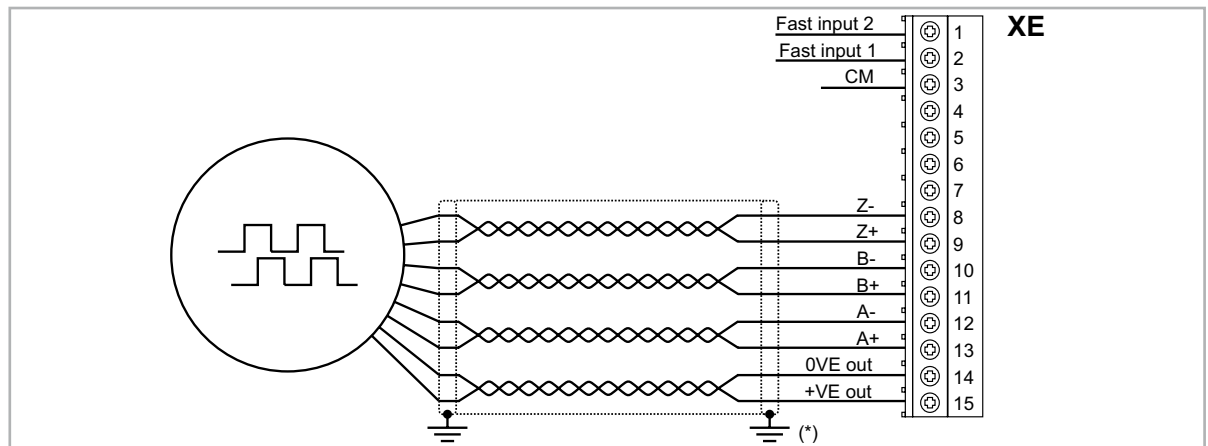 XE
Fast input 2 1
Fast input 1 2
CM 3
4
5
6
7
Z- 8
Z+ 9
B- 10
B+ 11
A- 12
A+ 13
0VE out 14
+VE out 15
(*)